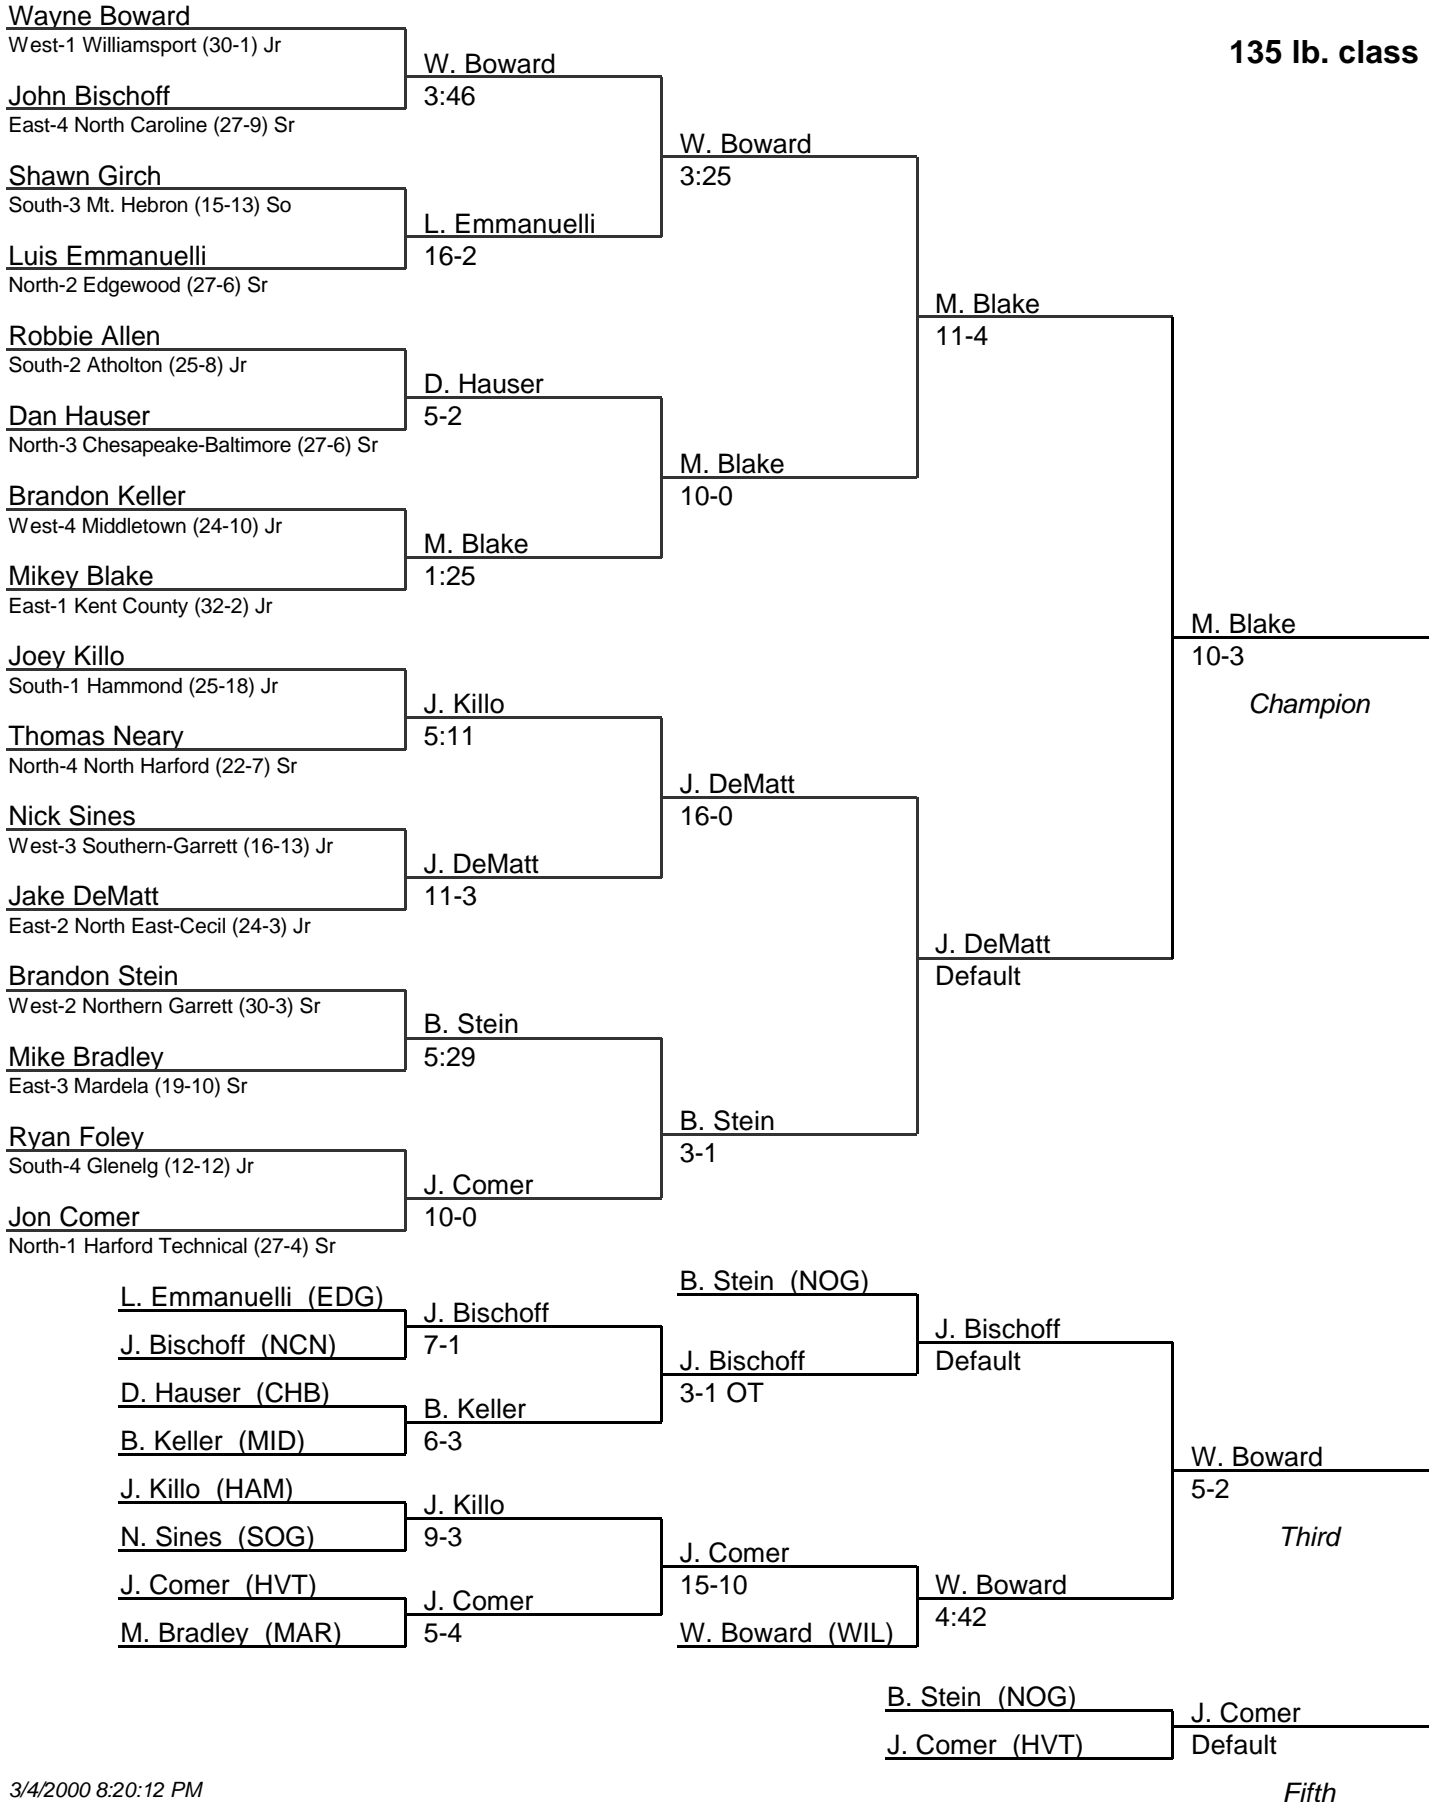 Wayne Boward
West-1 Williamsport (30-1) Jr
135 lb. class
W. Boward
3:46
John Bischoff
East-4 North Caroline (27-9) Sr
W. Boward
3:25
Shawn Girch
South-3 Mt. Hebron (15-13) So
L. Emmanuelli
16-2
Luis Emmanuelli
North-2 Edgewood (27-6) Sr
M. Blake
11-4
Robbie Allen
South-2 Atholton (25-8) Jr
D. Hauser
5-2
Dan Hauser
North-3 Chesapeake-Baltimore (27-6) Sr
M. Blake
10-0
Brandon Keller
West-4 Middletown (24-10) Jr
M. Blake
1:25
Mikey Blake
East-1 Kent County (32-2) Jr
M. Blake
10-3
Champion
Joey Killo
South-1 Hammond (25-18) Jr
J. Killo
5:11
Thomas Neary
North-4 North Harford (22-7) Sr
J. DeMatt
16-0
Nick Sines
West-3 Southern-Garrett (16-13) Jr
J. DeMatt
11-3
Jake DeMatt
East-2 North East-Cecil (24-3) Jr
J. DeMatt
Default
Brandon Stein
West-2 Northern Garrett (30-3) Sr
B. Stein
5:29
Mike Bradley
East-3 Mardela (19-10) Sr
B. Stein
3-1
Ryan Foley
South-4 Glenelg (12-12) Jr
J. Comer
10-0
Jon Comer
North-1 Harford Technical (27-4) Sr
L. Emmanuelli (EDG)
J. Bischoff
7-1
J. Bischoff (NCN)
B. Stein (NOG)
J. Bischoff
Default
J. Bischoff
3-1 OT
D. Hauser (CHB)
B. Keller
6-3
B. Keller (MID)
W. Boward
5-2
Third
J. Killo (HAM)
J. Killo
9-3
N. Sines (SOG)
J. Comer
15-10
J. Comer (HVT)
J. Comer
5-4
M. Bradley (MAR)
W. Boward (WIL)
W. Boward
4:42
B. Stein (NOG)
J. Comer
Default
J. Comer (HVT)
Fifth
3/4/2000 8:20:12 PM